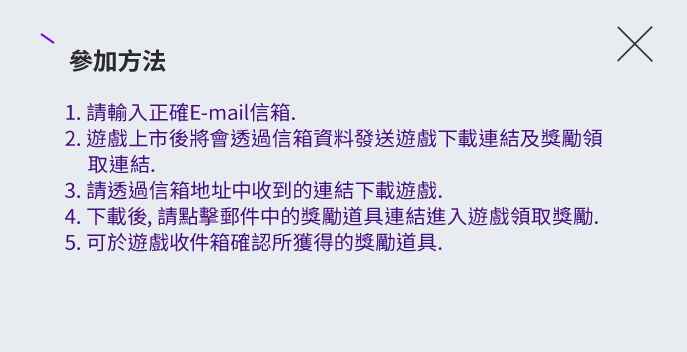 參加方法
1. 請輸入正確E-mail信箱.
2. 遊戲上市後將會透過信箱資料發送遊戲下載連結及獎勵領
取連結.
3. 請透過信箱地址中收到的連結下載遊戲.
4. 下載後, 請點擊郵件中的獎勵道具連結進入遊戲領取獎勵.
5. 可於遊戲收件箱確認所獲得的獎勵道具.